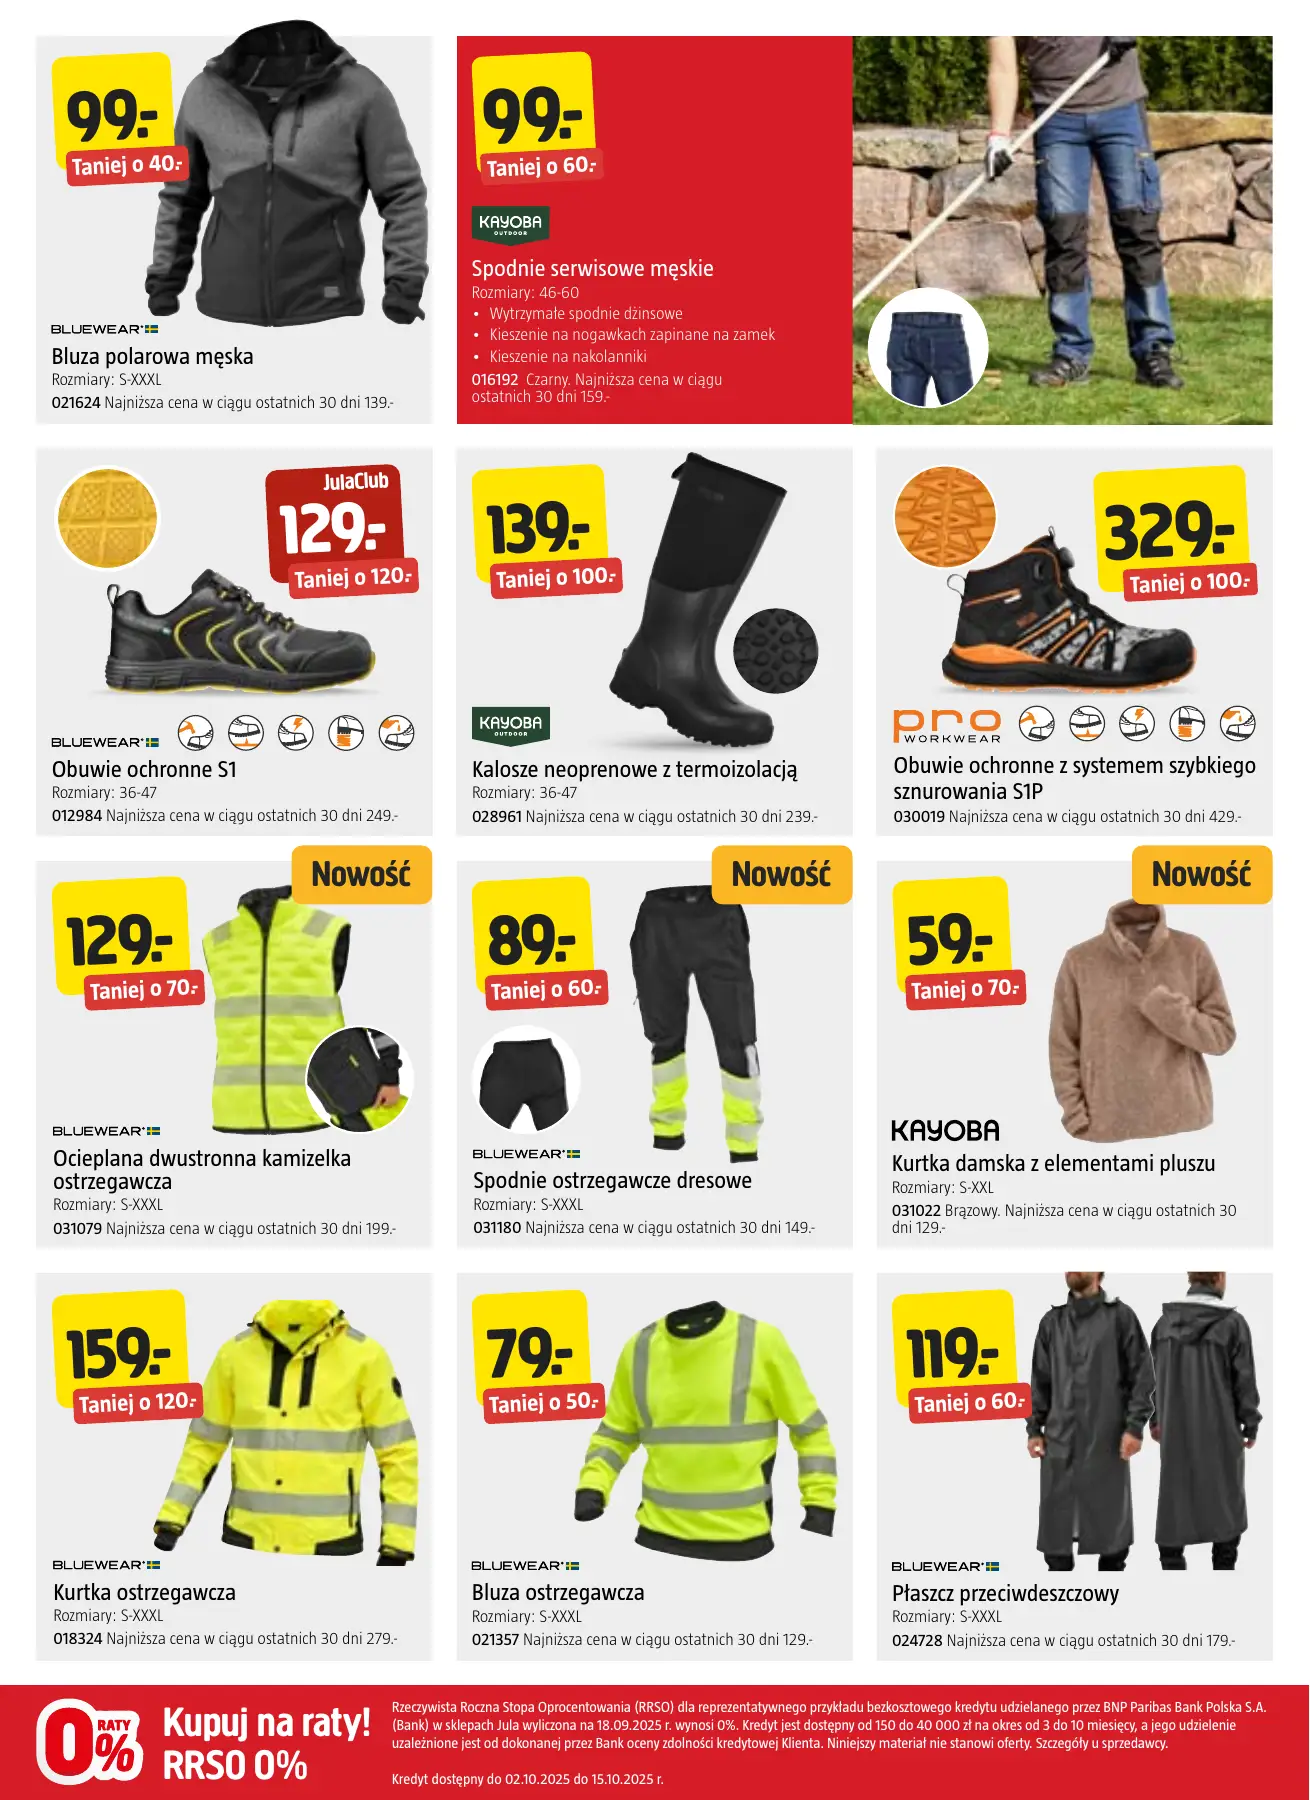 99.-
Taniej o 40.-
BLUEWEAR
Bluza polarowa męska
Rozmiary: S-XXXL
021624 Najniższa cena w ciągu ostatnich 30 dni 139.-
99.-
Taniej o 60.-
KAYOBA
OUTDOOR
Spodnie serwisowe męskie
Rozmiary: 46-60
• Wytrzymałe spodnie dżinsowe
• Kieszenie na nogawkach zapinane na zamek
• Kieszenie na nakolanniki
016192 Czarny. Najniższa cena w ciągu
ostatnich 30 dni 159.-
JulaClub
129.-
Taniej o 120.-
BLUEWEAR
Obuwie ochronne S1
Rozmiary: 36-47
012984 Najniższa cena w ciągu ostatnich 30 dni 249.-
139.-
Taniej o 100.-
KAYOBA
OUTDOOR
Kalosze neoprenowe z termoizolacją
Rozmiary: 36-47
028961 Najniższa cena w ciągu ostatnich 30 dni 239.-
329.-
Taniej o 100.-
pro
WORKWEAR
Obuwie ochronne z systemem szybkiego
sznurowania S1P
030019 Najniższa cena w ciągu ostatnich 30 dni 429.-
Nowość
129.-
Taniej o 70.-
BLUEWEAR
Ocieplana dwustronna kamizelka
ostrzegawcza
Rozmiary: S-XXXL
031079 Najniższa cena w ciągu ostatnich 30 dni 199.-
Nowość
89.-
Taniej o 60.-
BLUEWEAR
Spodnie ostrzegawcze dresowe
Rozmiary: S-XXXL
031180 Najniższa cena w ciągu ostatnich 30 dni 149.-
Nowość
59.-
Taniej o 70.-
KAYOBA
Kurtka damska z elementami pluszu
Rozmiary: S-XXL
031022 Brązowy. Najniższa cena w ciągu ostatnich 30
dni 129.-
159.-
Taniej o 120.-
BLUEWEAR
Kurtka ostrzegawcza
Rozmiary: S-XXXL
018324 Najniższa cena w ciągu ostatnich 30 dni 279.-
79.-
Taniej o 50.-
BLUEWEAR
Bluza ostrzegawcza
Rozmiary: S-XXXL
021357 Najniższa cena w ciągu ostatnich 30 dni 129.-
119.-
Taniej o 60.-
BLUEWEAR
Płaszcz przeciwdeszczowy
Rozmiary: S-XXXL
024728 Najniższa cena w ciągu ostatnich 30 dni 179.-
RATY
0%
Kupuj na raty!
RRSO 0%
Rzeczywista Roczna Stopa Oprocentowania (RRSO) dla reprezentatywnego przykładu bezkosztowego kredytu udzielanego przez BNP Paribas Bank Polska S.A.
(Bank) w sklepach Jula wyliczona na 18.09.2025 r. wynosi 0%. Kredyt jest dostępny od 150 do 40 000 zł na okres od 3 do 10 miesięcy, a jego udzielenie
uzależnione jest od dokonanej przez Bank oceny zdolności kredytowej Klienta. Niniejszy materiał nie stanowi oferty. Szczegóły u sprzedawcy.
Kredyt dostępny do 02.10.2025 do 15.10.2025 r.